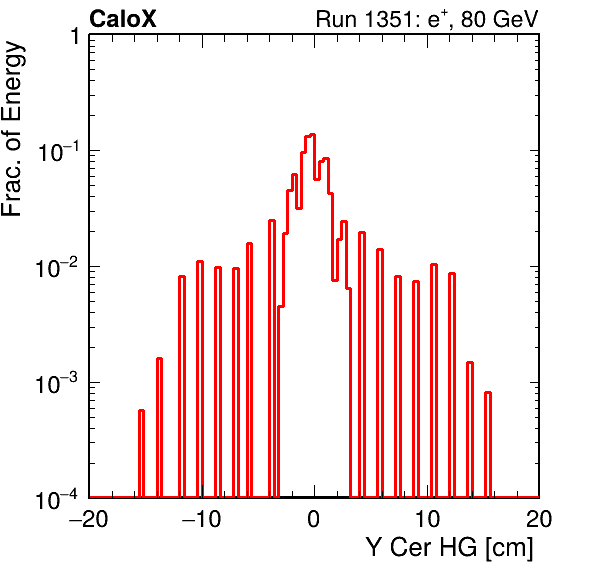 CaloX
Run 1351: e⁺, 80 GeV
Frac. of Energy
1
10⁻¹
10⁻²
10⁻³
10⁻⁴
−20
−10
0
10
20
Y Cer HG [cm]